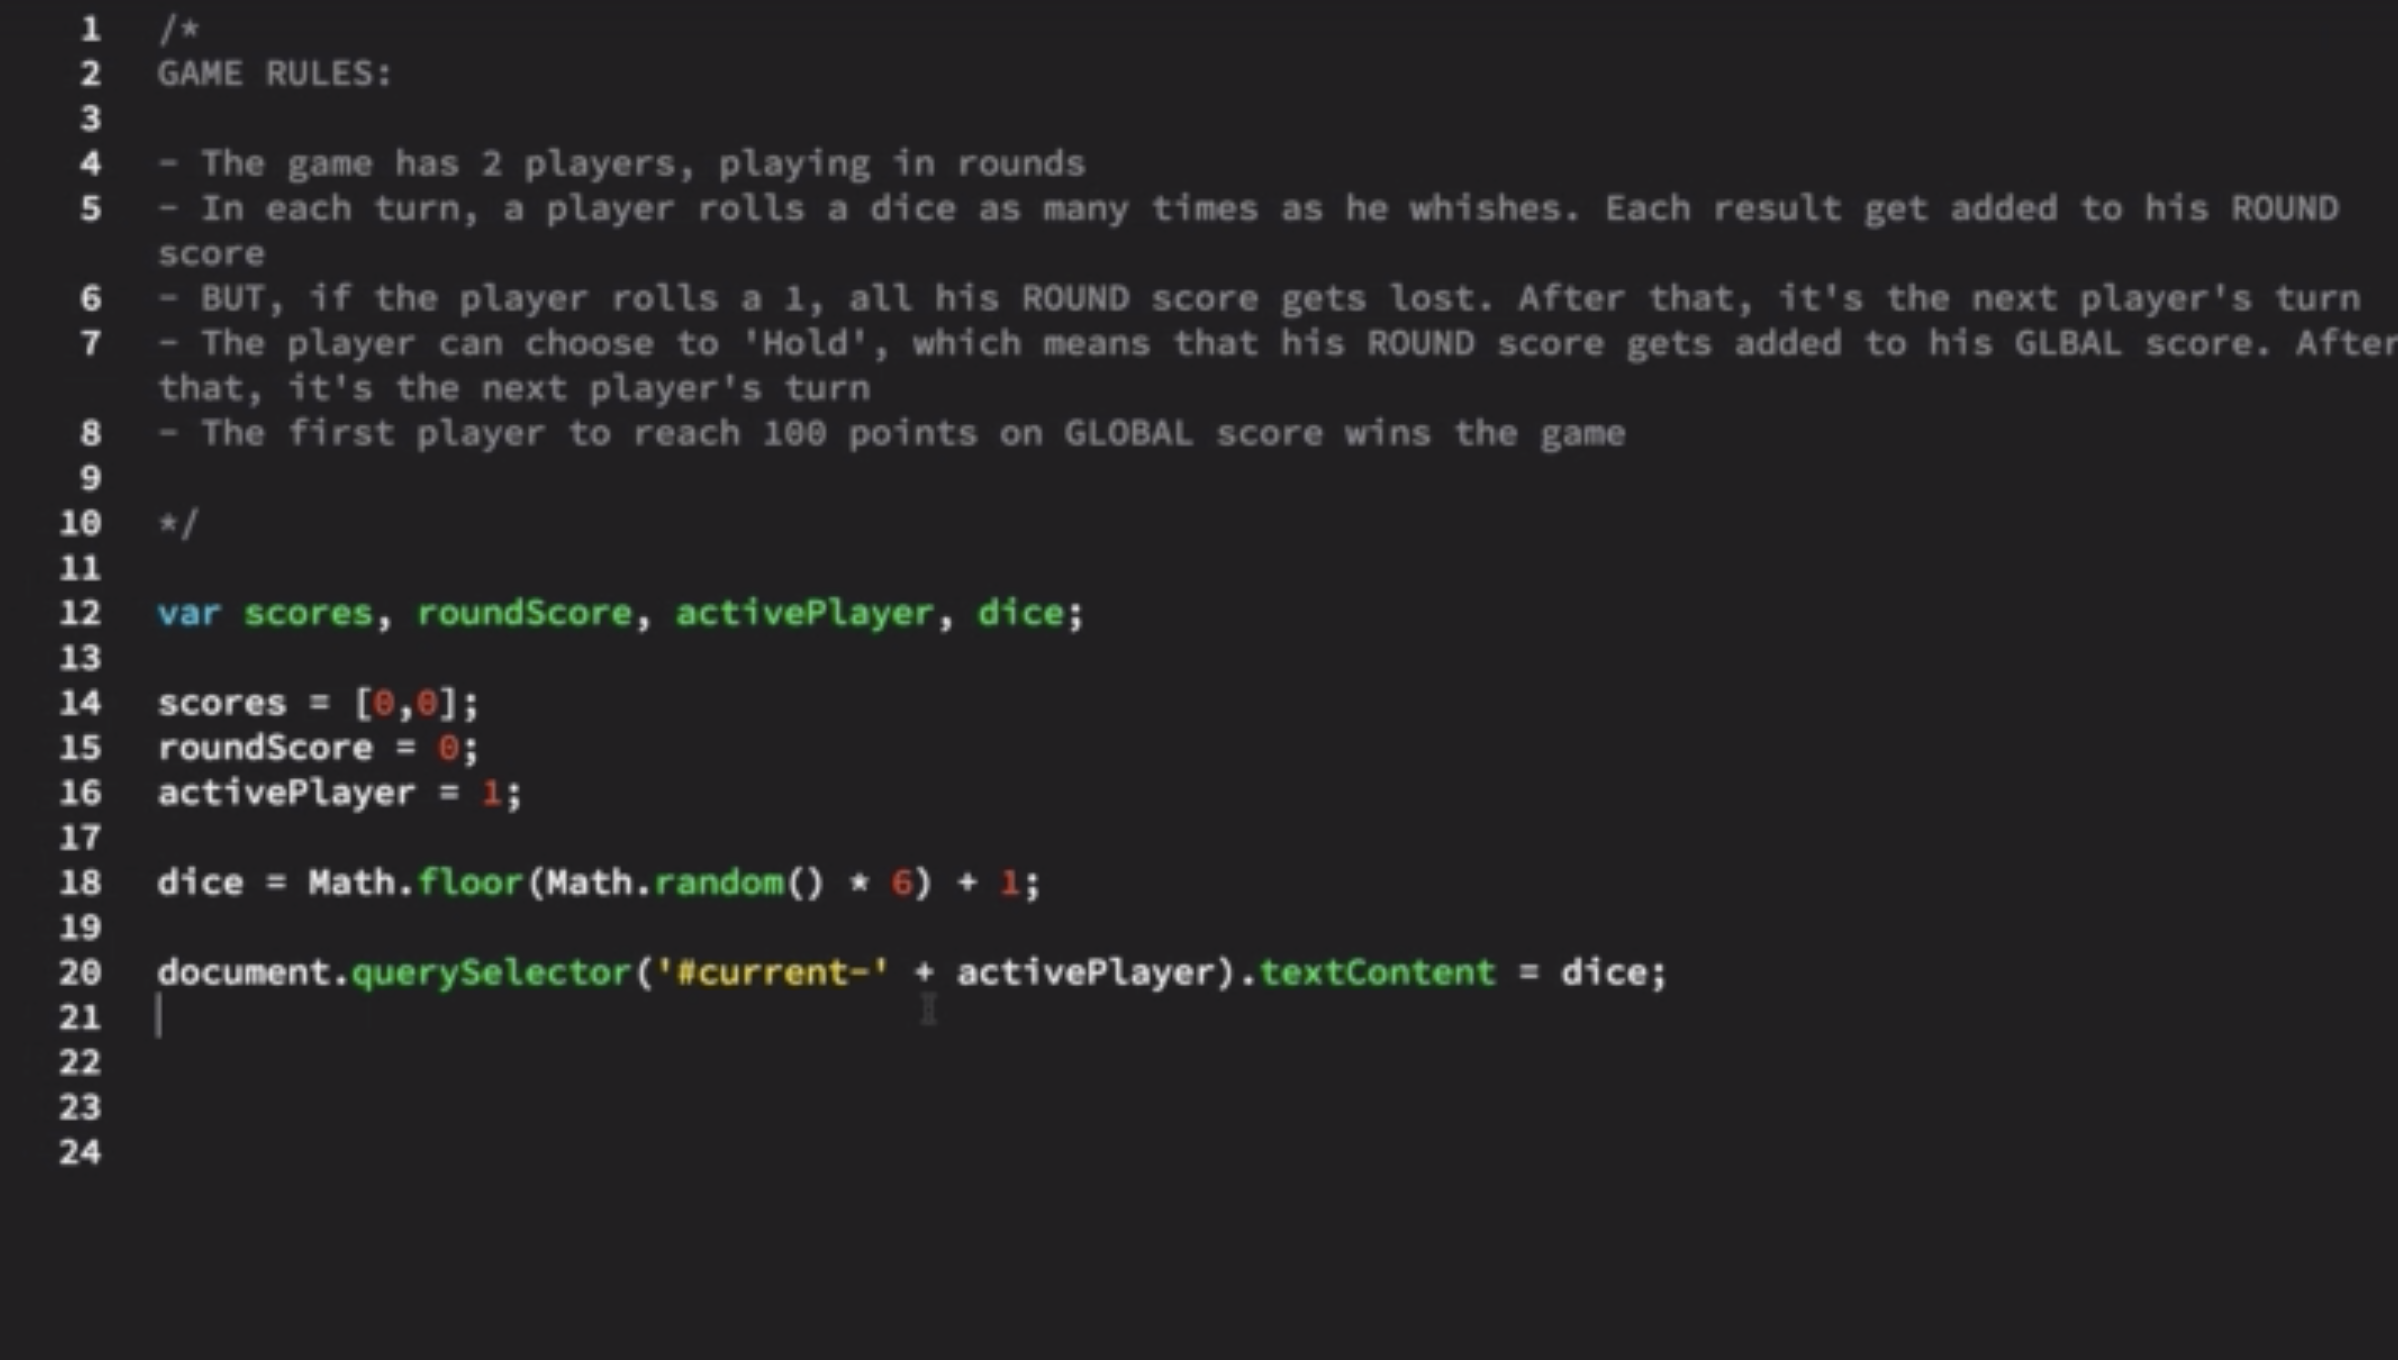 1 /*
2 GAME RULES:
3
4 - The game has 2 players, playing in rounds
5 - In each turn, a player rolls a dice as many times as he whishes. Each result get added to his ROUND
score
6 - BUT, if the player rolls a 1, all his ROUND score gets lost. After that, it's the next player's turn
7 - The player can choose to 'Hold', which means that his ROUND score gets added to his GLBAL score. After
that, it's the next player's turn
8 - The first player to reach 100 points on GLOBAL score wins the game
9
10 */
11
12 var scores, roundScore, activePlayer, dice;
13
14 scores = [0,0];
15 roundScore = 0;
16 activePlayer = 1;
17
18 dice = Math.floor(Math.random() * 6) + 1;
19
20 document.querySelector('#current-' + activePlayer).textContent = dice;
21
22
23
24